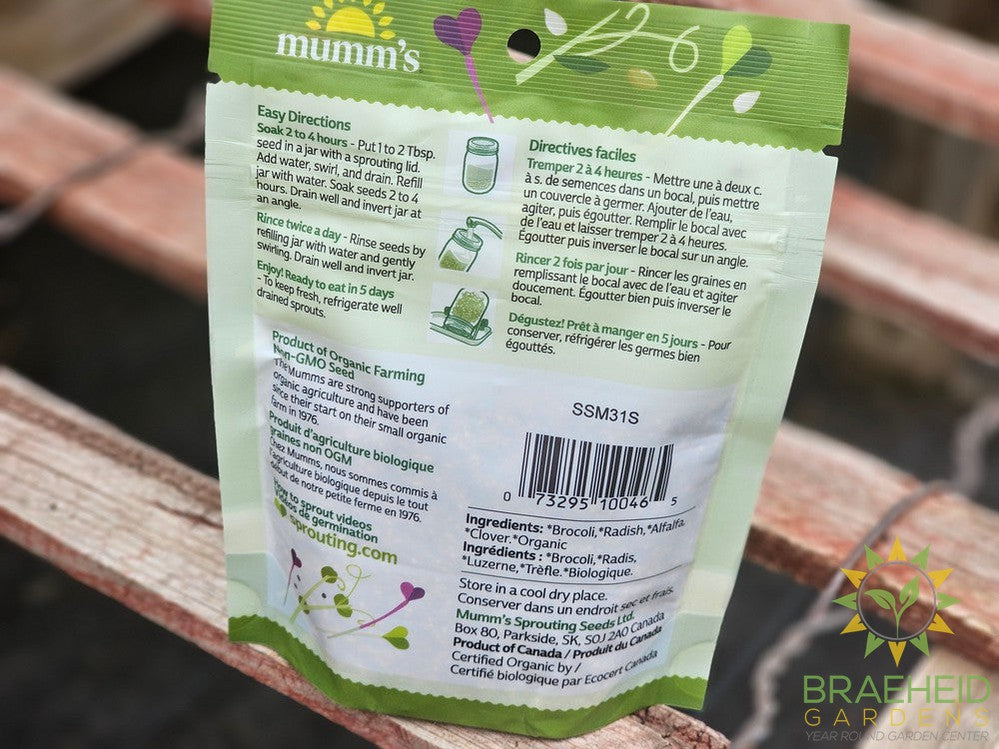 mumm's
Easy Directions
Soak 2 to 4 hours - Put 1 to 2 Tbsp.
seed in a jar with a sprouting lid.
Add water, swirl, and drain. Refill
jar with water. Soak seeds 2 to 4
hours. Drain well and invert jar at
an angle.
Rince twice a day - Rinse seeds by
refilling jar with water and gently
swirling. Drain well and invert jar.
Enjoy! Ready to eat in 5 days
- To keep fresh, refrigerate well
drained sprouts.
Directives faciles
Tremper 2 à 4 heures - Mettre une à deux c.
à s. de semences dans un bocal, puis mettre
un couvercle à germer. Ajouter de l'eau,
agiter, puis égoutter. Remplir le bocal avec
de l'eau et laisser tremper 2 à 4 heures.
Égoutter puis inverser le bocal sur un angle.
Rincer 2 fois par jour - Rincer les graines en
remplissant le bocal avec de l'eau et agiter
doucement. Égoutter bien puis inverser le
bocal.
Dégustez! Prêt à manger en 5 jours - Pour
conserver, réfrigérer les germes bien
égouttés.
Product of Organic Farming
Non-GMO Seed
The Mumms are strong supporters of
organic agriculture and have been
since their start on their small organic
farm in 1976.
Produit d'agriculture biologique
graines non OGM
Chez Mumms, nous sommes commis à
l'agriculture biologique depuis le tout
début de notre petite ferme en 1976.
How to sprout videos
vidéos de germination
sprouting.com
SSM31S
0 73295 10046 5
Ingredients: *Brocoli,*Radish,*Alfalfa,
*Clover.*Organic
Ingrédients : *Brocoli,*Radis,
*Luzerne,*Trèfle.*Biologique.
Store in a cool dry place.
Conserver dans un endroit sec et frais.
Mumm's Sprouting Seeds Ltd.
Box 80, Parkside, SK, S0J 2A0 Canada
Product of Canada / Produit du Canada
Certified Organic by /
Certifié biologique par Ecocert Canada
BRAEHEID
GARDENS
YEAR ROUND GARDEN CENTER